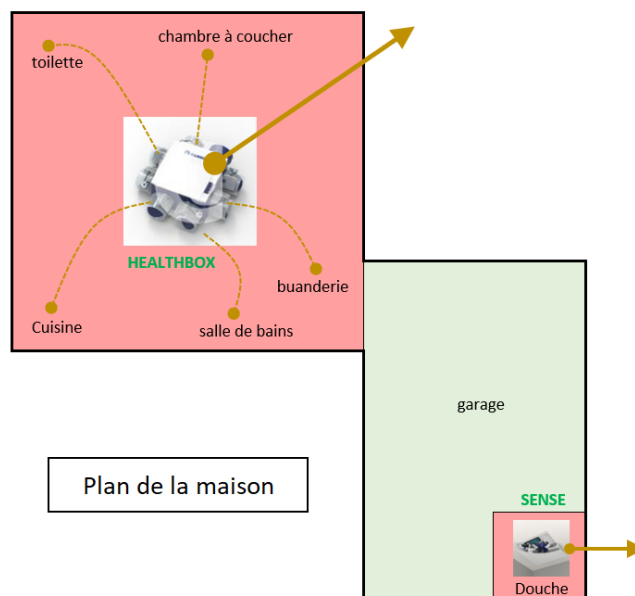 chambre à coucher
toilette
HEALTHBOX
buanderie
Cuisine
salle de bains
garage
Plan de la maison
SENSE
Douche